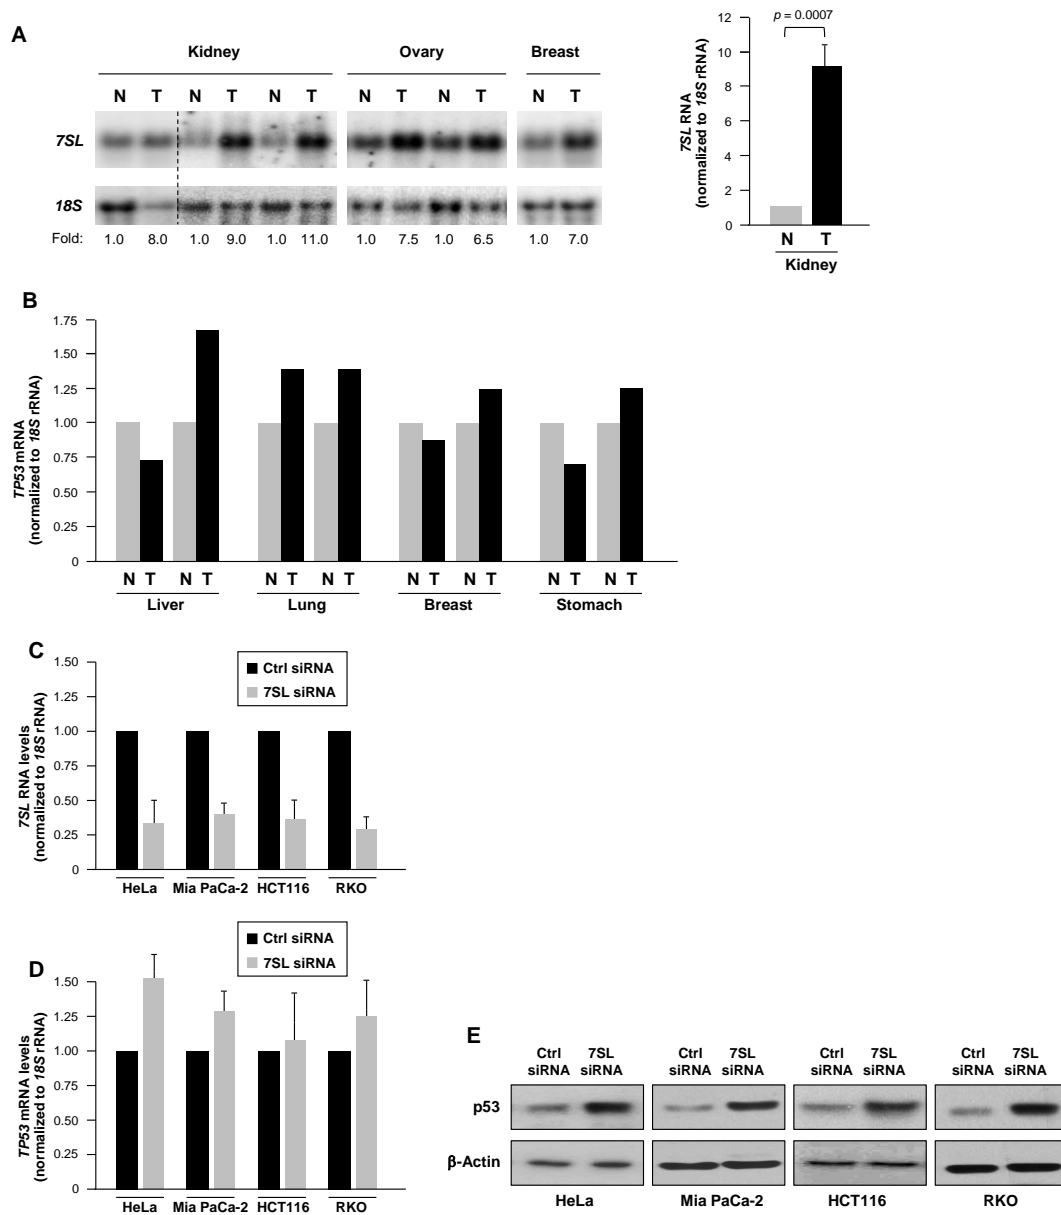 A
Kidney
Ovary
Breast
N T N T N T N T N T N T
7SL
18S
Fold: 1.0 8.0 1.0 9.0 1.0 11.0 1.0 7.5 1.0 6.5 1.0 7.0
p = 0.0007
7SL RNA
(normalized to 18S rRNA)
12
10
8
6
4
2
0
N T
Kidney
B
TP53 mRNA
(normalized to 18S rRNA)
1.75
1.50
1.25
1.00
0.75
0.50
0.25
0
N T N T N T N T N T N T N T N T
Liver Lung Breast Stomach
C
Ctrl siRNA
7SL siRNA
7SL RNA levels
(normalized to 18S rRNA)
1.50
1.25
1.00
0.75
0.50
0.25
0
HeLa Mia PaCa-2 HCT116 RKO
D
Ctrl siRNA
7SL siRNA
TP53 mRNA levels
(normalized to 18S rRNA)
1.50
1.25
1.00
0.75
0.50
0.25
0
HeLa Mia PaCa-2 HCT116 RKO
E
Ctrl 7SL Ctrl 7SL Ctrl 7SL Ctrl 7SL
siRNA siRNA siRNA siRNA siRNA siRNA siRNA siRNA
p53
β-Actin
HeLa Mia PaCa-2 HCT116 RKO